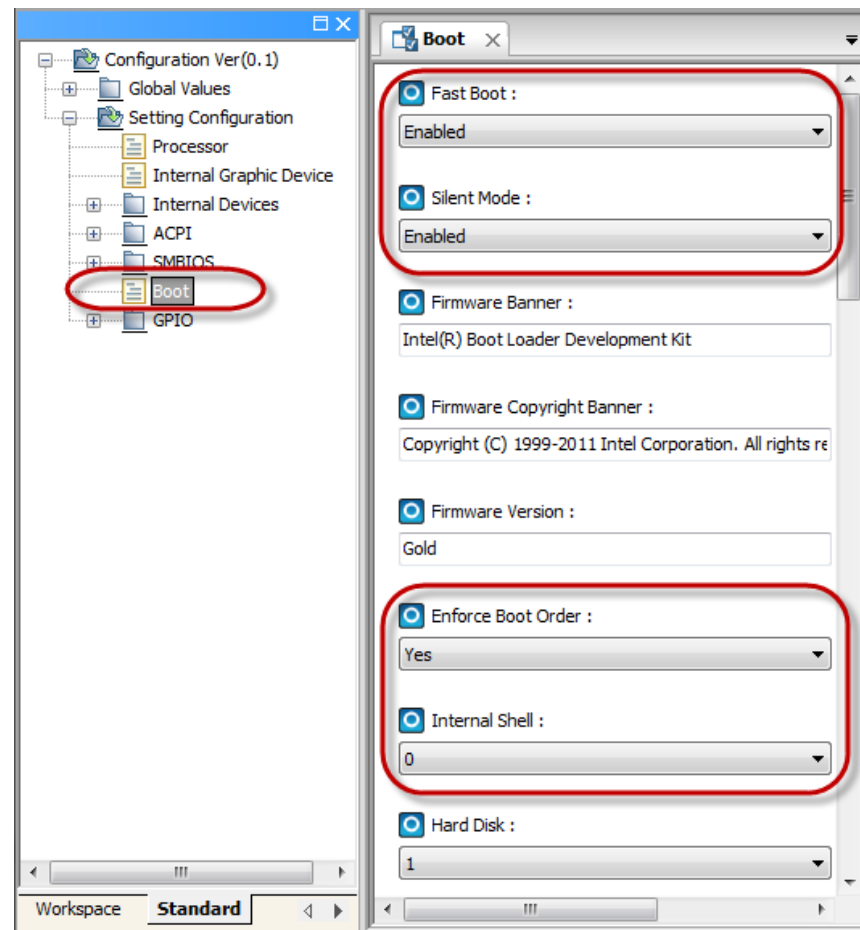 Configuration Ver(0.1)
Global Values
Setting Configuration
Processor
Internal Graphic Device
Internal Devices
ACPI
SMBIOS
Boot
GPIO
Workspace Standard
Boot
Fast Boot :
Enabled
Silent Mode :
Enabled
Firmware Banner :
Intel(R) Boot Loader Development Kit
Firmware Copyright Banner :
Copyright (C) 1999-2011 Intel Corporation. All rights re
Firmware Version :
Gold
Enforce Boot Order :
Yes
Internal Shell :
0
Hard Disk :
1